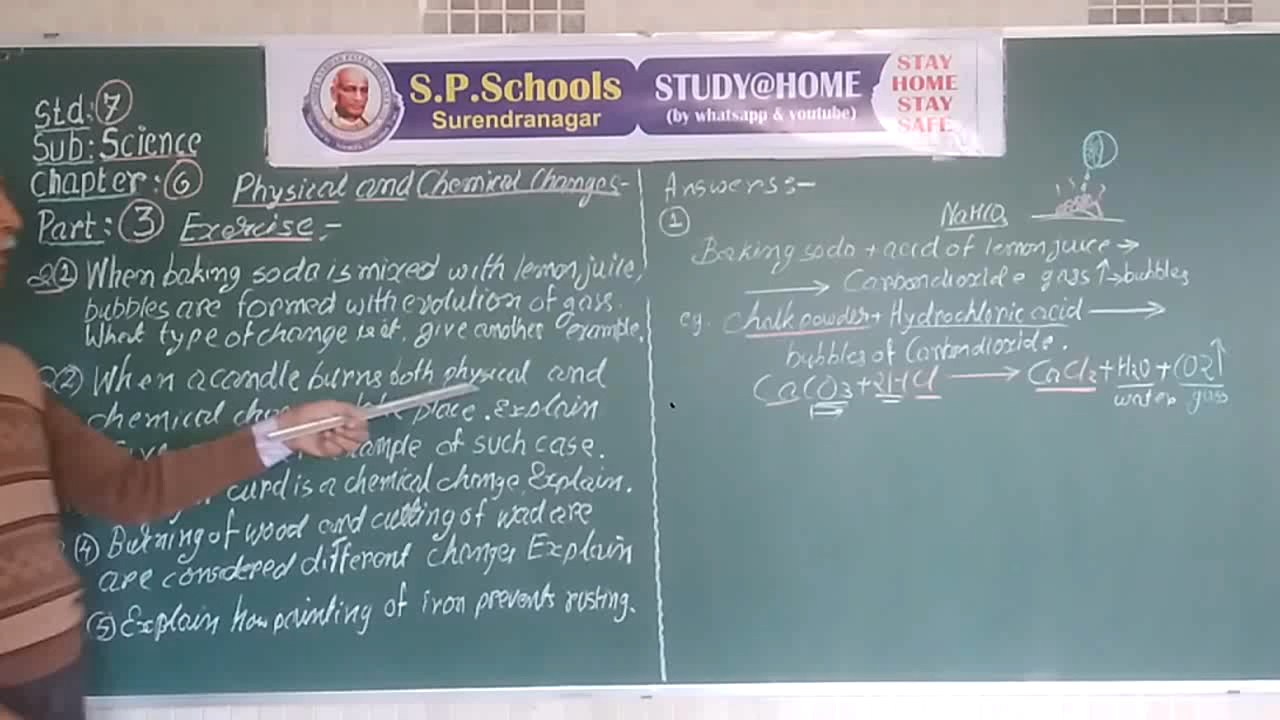 S.P.Schools
Surendranagar
STUDY@HOME
(by whatsapp & youtube)
STAY
HOME
STAY
SAFE
Std: 7
Sub: Science
Chapter: 6 Physical and Chemical Changes-
Part: 3 Exercise:-
Q(1) When baking soda is mixed with lemon juice,
bubbles are formed with evolution of gass.
What type of change is it. give another example.
(2) When a candle burns both physical and
chemical place. Explain
of such case.
curd is a chemical change. Explain.
(4) Burning of wood and cutting of wood are
are considered different changes Explain
(5) Explain how painting of iron prevents rusting.
Answers:-
(1)
NaHCO3
Baking soda + acid of lemon juice →
→ Carbondioxide gass ↑ → bubbles
eg. Chalk powder + Hydrochloric acid →
bubbles of Carbondioxide.
CaCO3 + 2HCl → CaCl2 + H2O + CO2↑
water gass